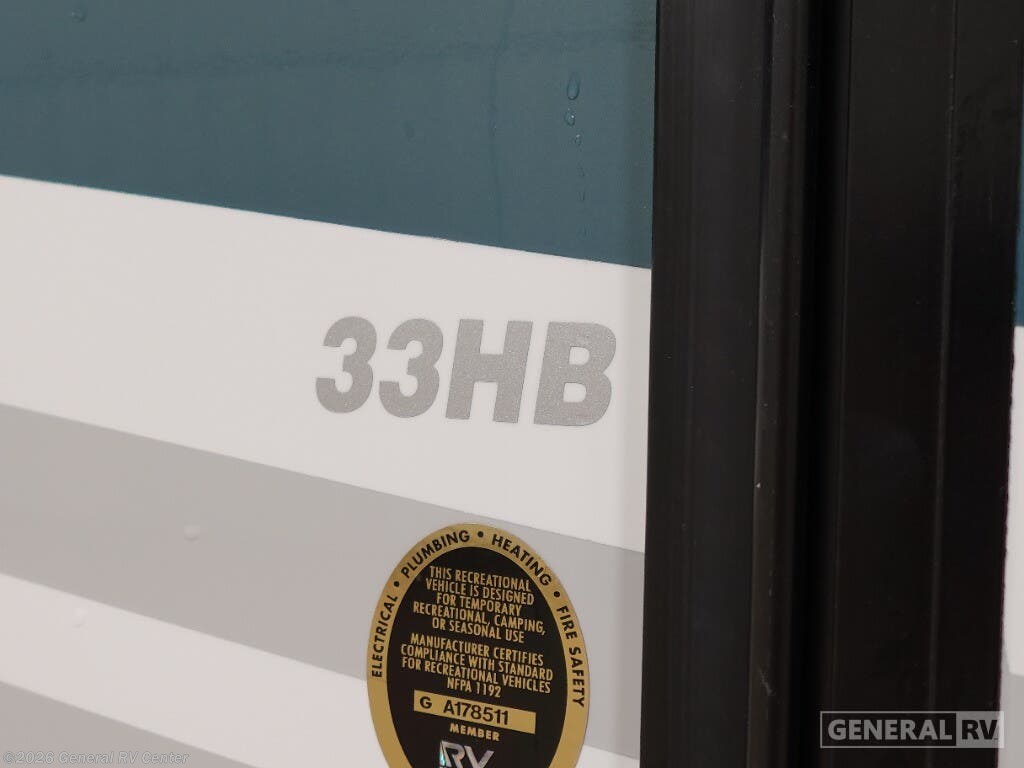 33HB
ELECTRICAL • PLUMBING • HEATING • FIRE SAFETY
THIS RECREATIONAL
VEHICLE IS DESIGNED
FOR TEMPORARY
RECREATIONAL, CAMPING,
OR SEASONAL USE
MANUFACTURER CERTIFIES
COMPLIANCE WITH STANDARD
FOR RECREATIONAL VEHICLES
NFPA 1192
G A178511
MEMBER
RV
GENERAL RV
©2026 General RV Center